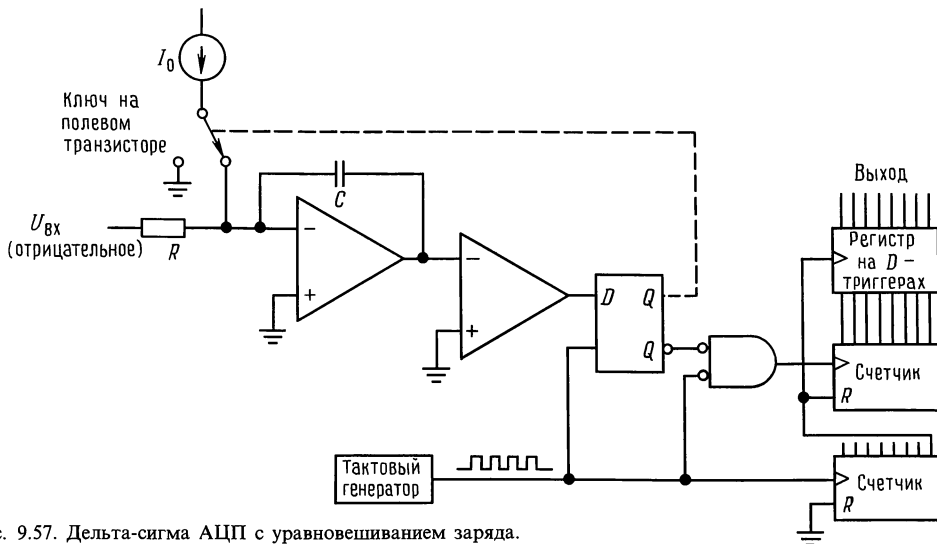 I₀
Ключ на
полевом
транзисторе
C
Выход
Uвх
(отрицательное)
R
−
+
−
+
D Q
Q
Регистр
на D -
триггерах
Счетчик
R
Тактовый
генератор
Счетчик
R
с. 9.57. Дельта-сигма АЦП с уравновешиванием заряда.